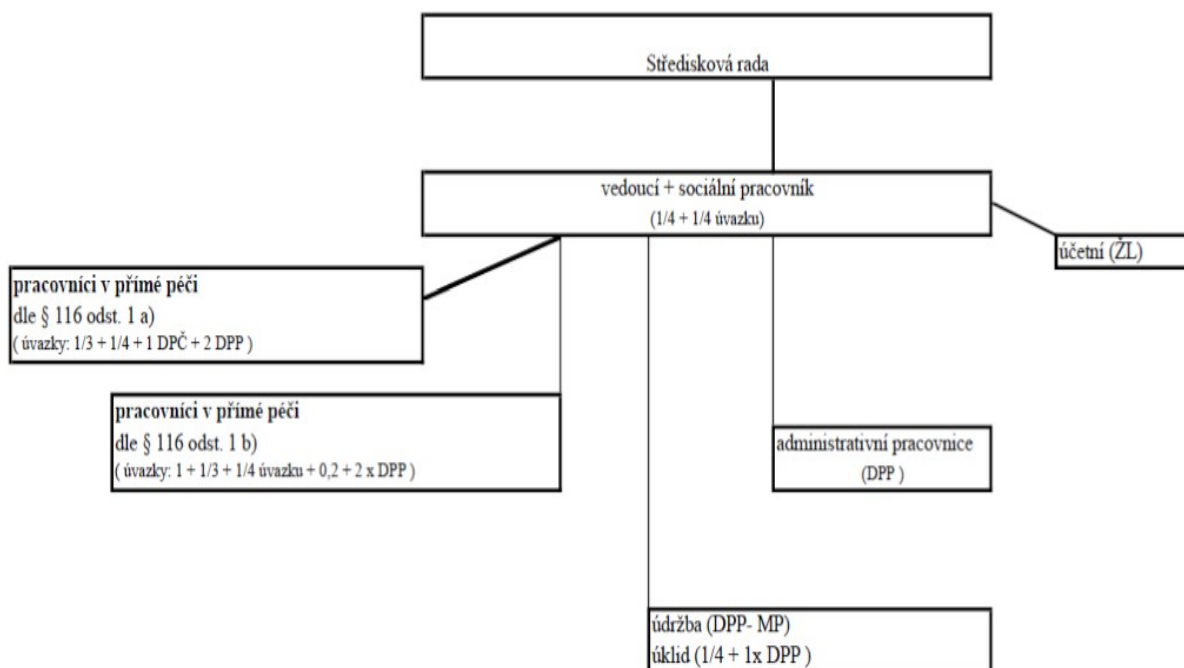 Středisková rada
vedoucí + sociální pracovník
(1/4 + 1/4 úvazku)
účetní (ŽL)
pracovníci v přímé péči
dle § 116 odst. 1 a)
( úvazky: 1/3 + 1/4 + 1 DPČ + 2 DPP )
pracovníci v přímé péči
dle § 116 odst. 1 b)
( úvazky: 1 + 1/3 + 1/4 úvazku + 0,2 + 2 x DPP )
administrativní pracovnice
(DPP )
údržba (DPP- MP)
úklid (1/4 + 1x DPP )